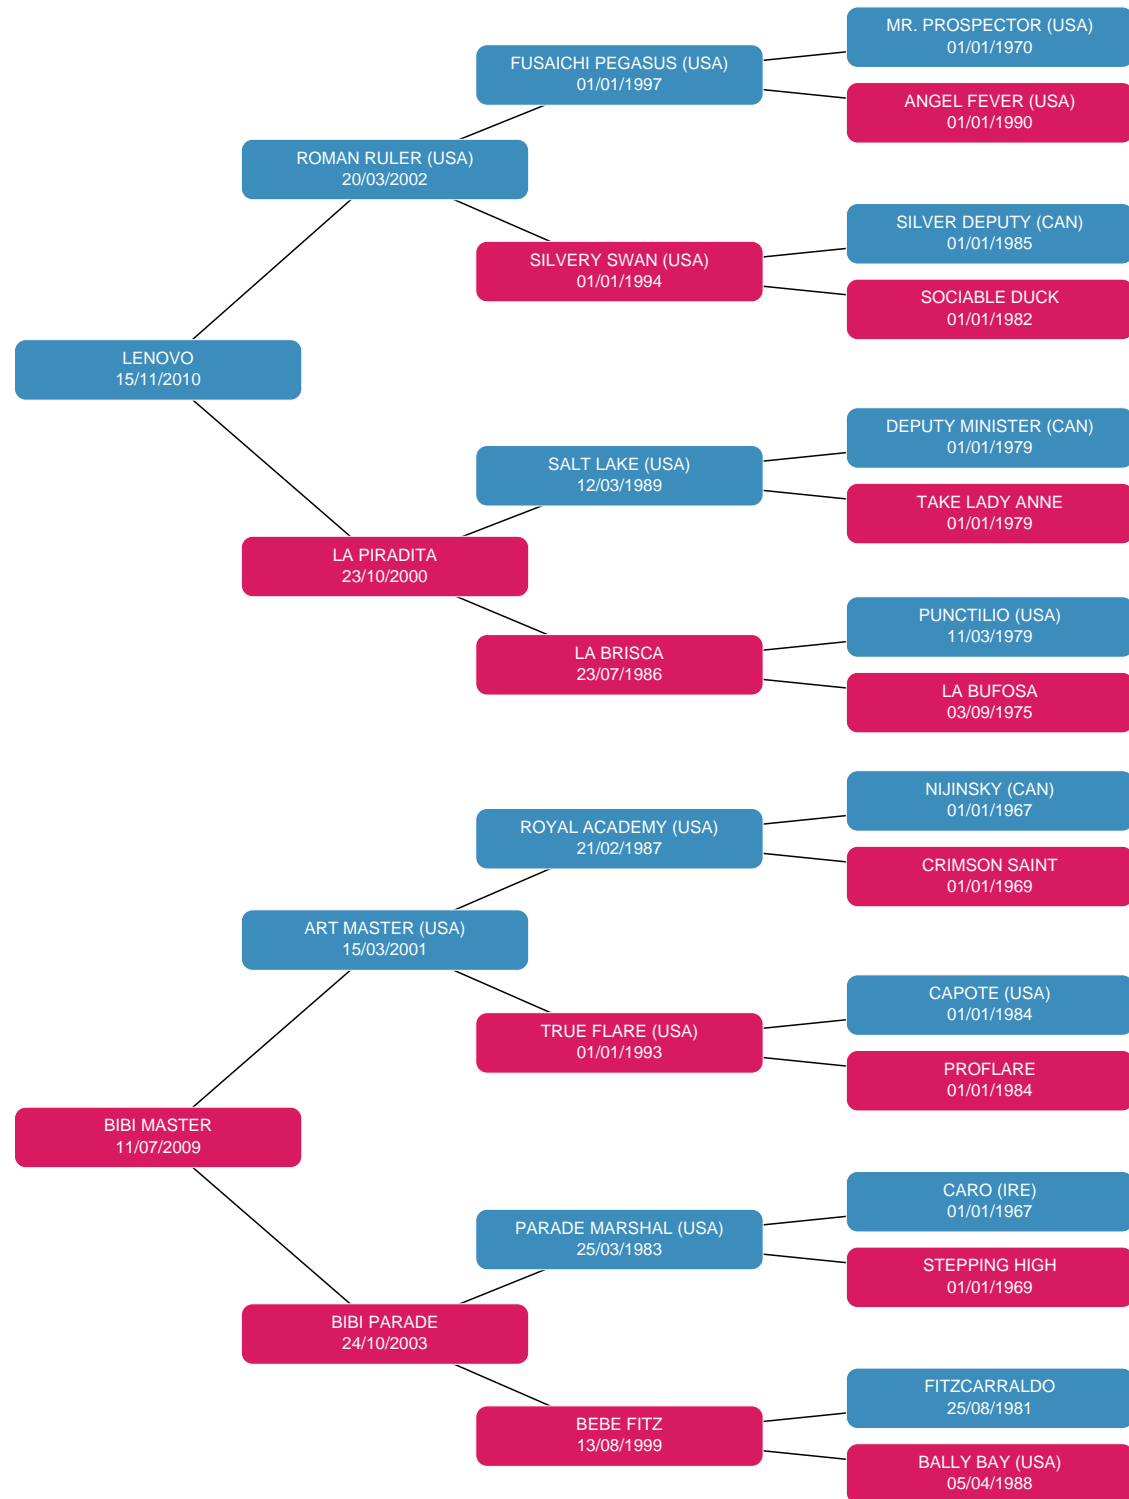 MR. PROSPECTOR (USA)
01/01/1970
FUSAICHI PEGASUS (USA)
01/01/1997
ANGEL FEVER (USA)
01/01/1990
ROMAN RULER (USA)
20/03/2002
SILVER DEPUTY (CAN)
01/01/1985
SILVERY SWAN (USA)
01/01/1994
SOCIABLE DUCK
01/01/1982
LENOVO
15/11/2010
DEPUTY MINISTER (CAN)
01/01/1979
SALT LAKE (USA)
12/03/1989
TAKE LADY ANNE
01/01/1979
LA PIRADITA
23/10/2000
PUNCTILIO (USA)
11/03/1979
LA BRISCA
23/07/1986
LA BUFOSA
03/09/1975
NIJINSKY (CAN)
01/01/1967
ROYAL ACADEMY (USA)
21/02/1987
CRIMSON SAINT
01/01/1969
ART MASTER (USA)
15/03/2001
CAPOTE (USA)
01/01/1984
TRUE FLARE (USA)
01/01/1993
PROFLARE
01/01/1984
BIBI MASTER
11/07/2009
CARO (IRE)
01/01/1967
PARADE MARSHAL (USA)
25/03/1983
STEPPING HIGH
01/01/1969
BIBI PARADE
24/10/2003
FITZCARRALDO
25/08/1981
BEBE FITZ
13/08/1999
BALLY BAY (USA)
05/04/1988